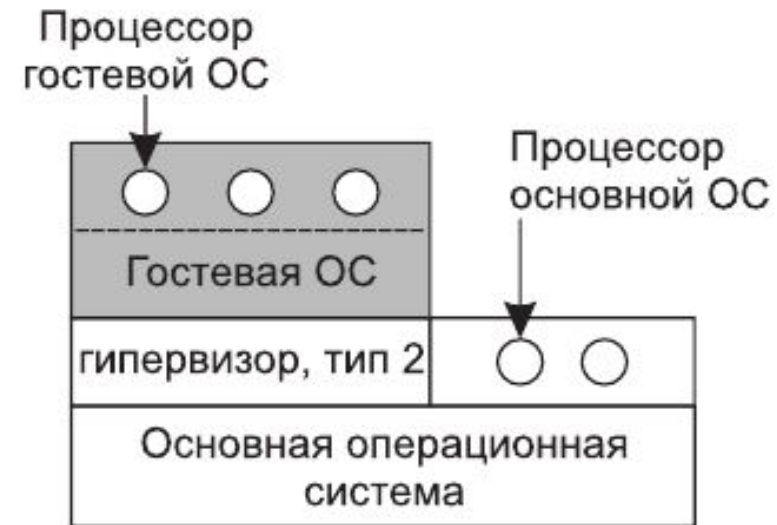 Процессор
гостевой ОС
Процессор
основной ОС
Гостевая ОС
гипервизор, тип 2
Основная операционная
система